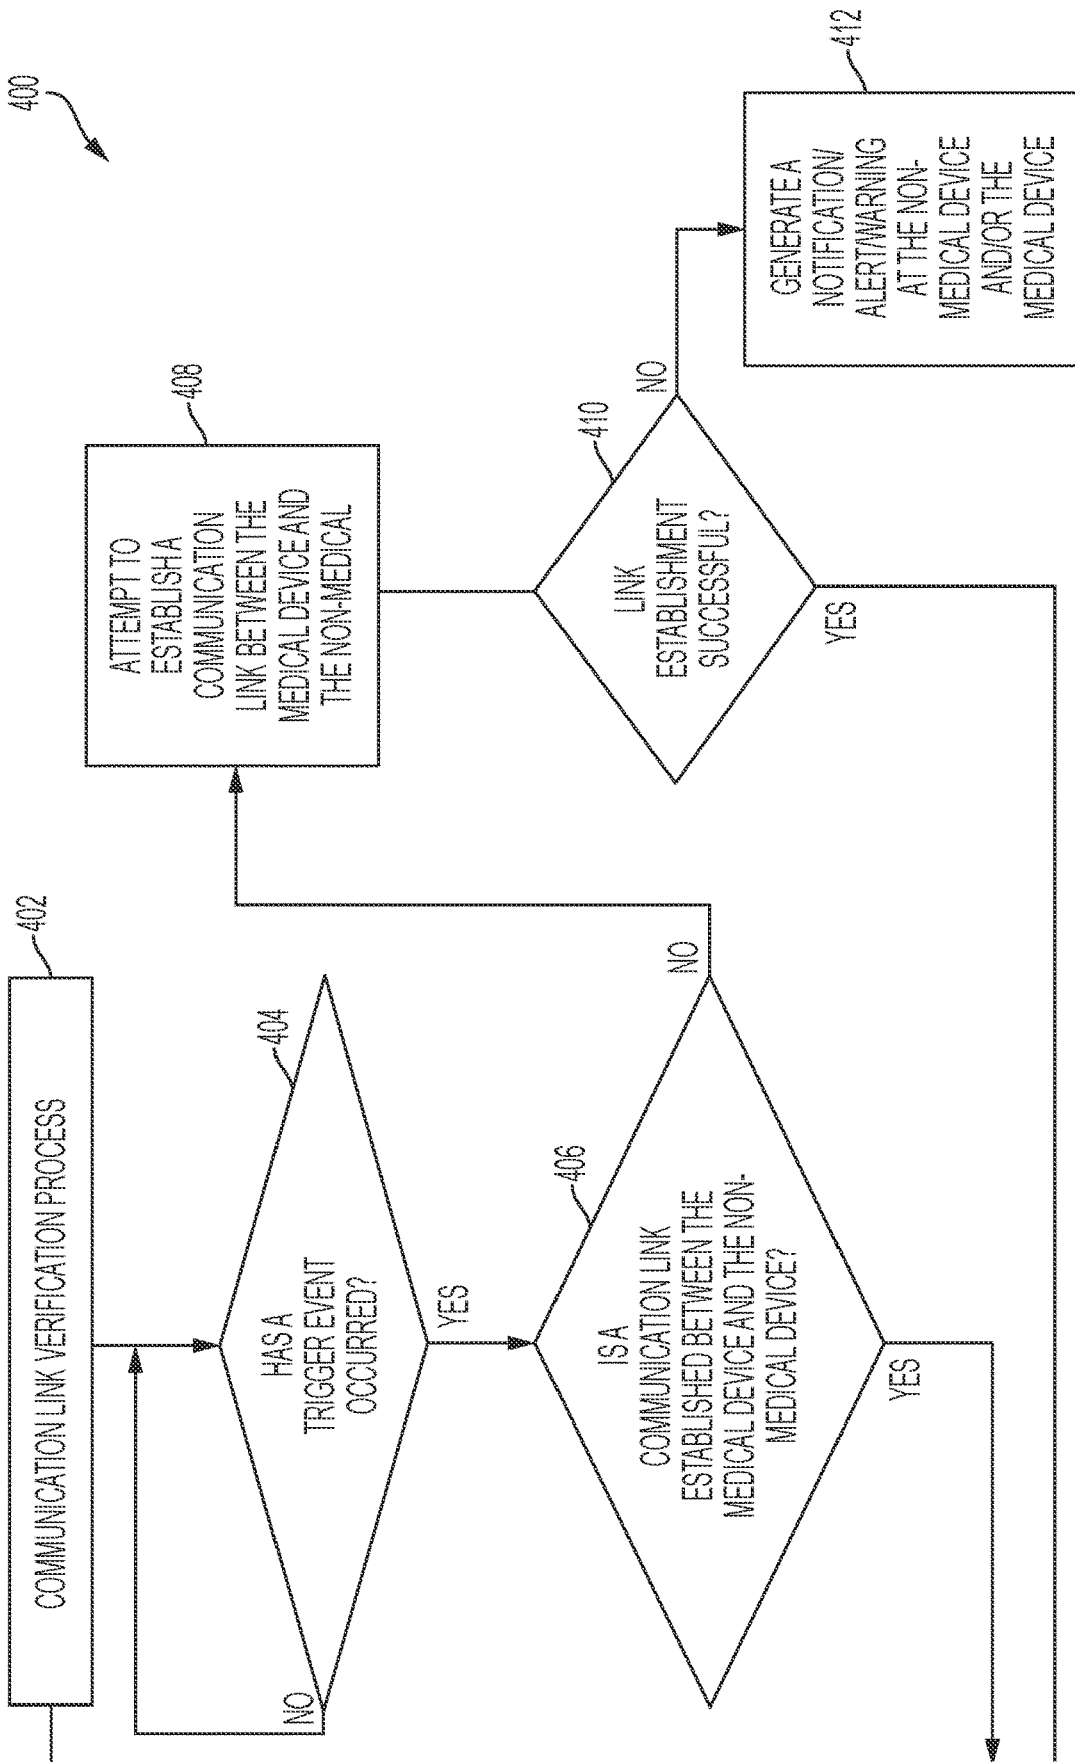 400
402
COMMUNICATION LINK VERIFICATION PROCESS
404
HAS A
TRIGGER EVENT
OCCURRED?
NO
YES
406
IS A
COMMUNICATION LINK
ESTABLISHED BETWEEN THE
MEDICAL DEVICE AND THE NON-
MEDICAL DEVICE?
NO
YES
408
ATTEMPT TO
ESTABLISH A
COMMUNICATION
LINK BETWEEN THE
MEDICAL DEVICE AND
THE NON-MEDICAL
410
LINK
ESTABLISHMENT
SUCCESSFUL?
NO
YES
412
GENERATE A
NOTIFICATION/
ALERT/WARNING
AT THE NON-
MEDICAL DEVICE
AND/OR THE
MEDICAL DEVICE